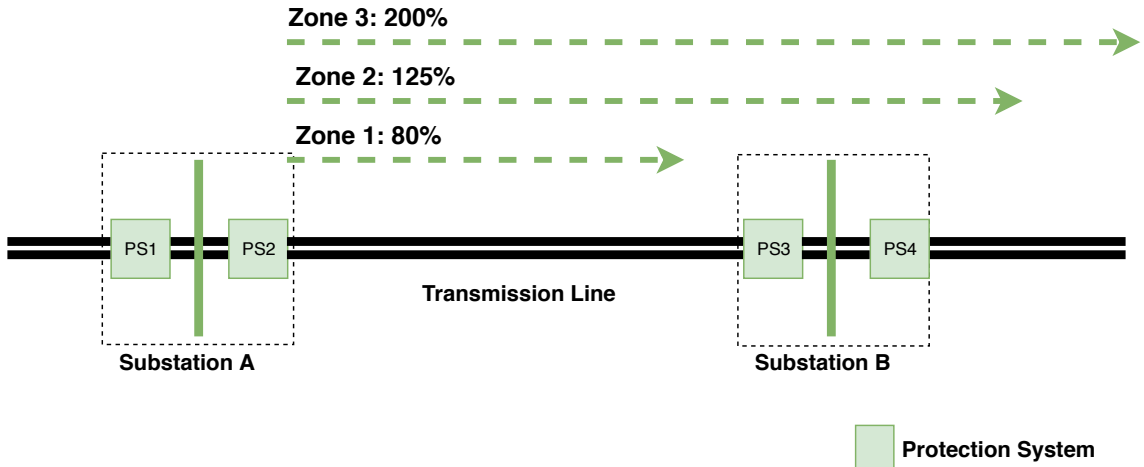 Zone 3: 200%
Zone 2: 125%
Zone 1: 80%
PS1
PS2
PS3
PS4
Transmission Line
Substation A
Substation B
Protection System